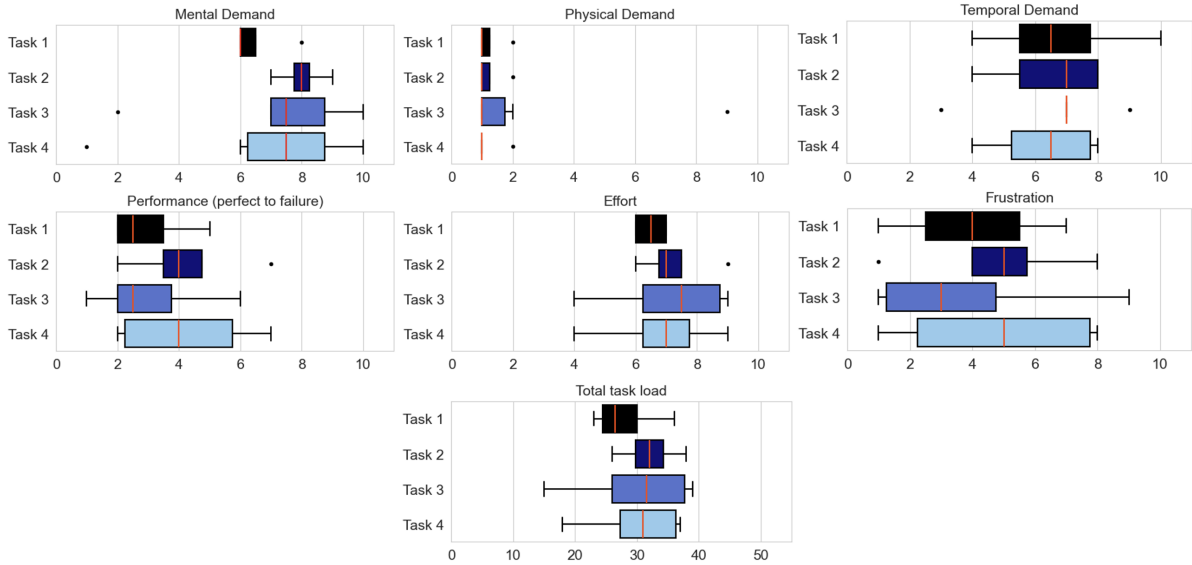 Mental Demand
Task 1
Task 2
Task 3
Task 4
0 2 4 6 8 10
Physical Demand
Task 1
Task 2
Task 3
Task 4
0 2 4 6 8 10
Temporal Demand
Task 1
Task 2
Task 3
Task 4
0 2 4 6 8 10
Performance (perfect to failure)
Task 1
Task 2
Task 3
Task 4
0 2 4 6 8 10
Effort
Task 1
Task 2
Task 3
Task 4
0 2 4 6 8 10
Frustration
Task 1
Task 2
Task 3
Task 4
0 2 4 6 8 10
Total task load
Task 1
Task 2
Task 3
Task 4
0 10 20 30 40 50